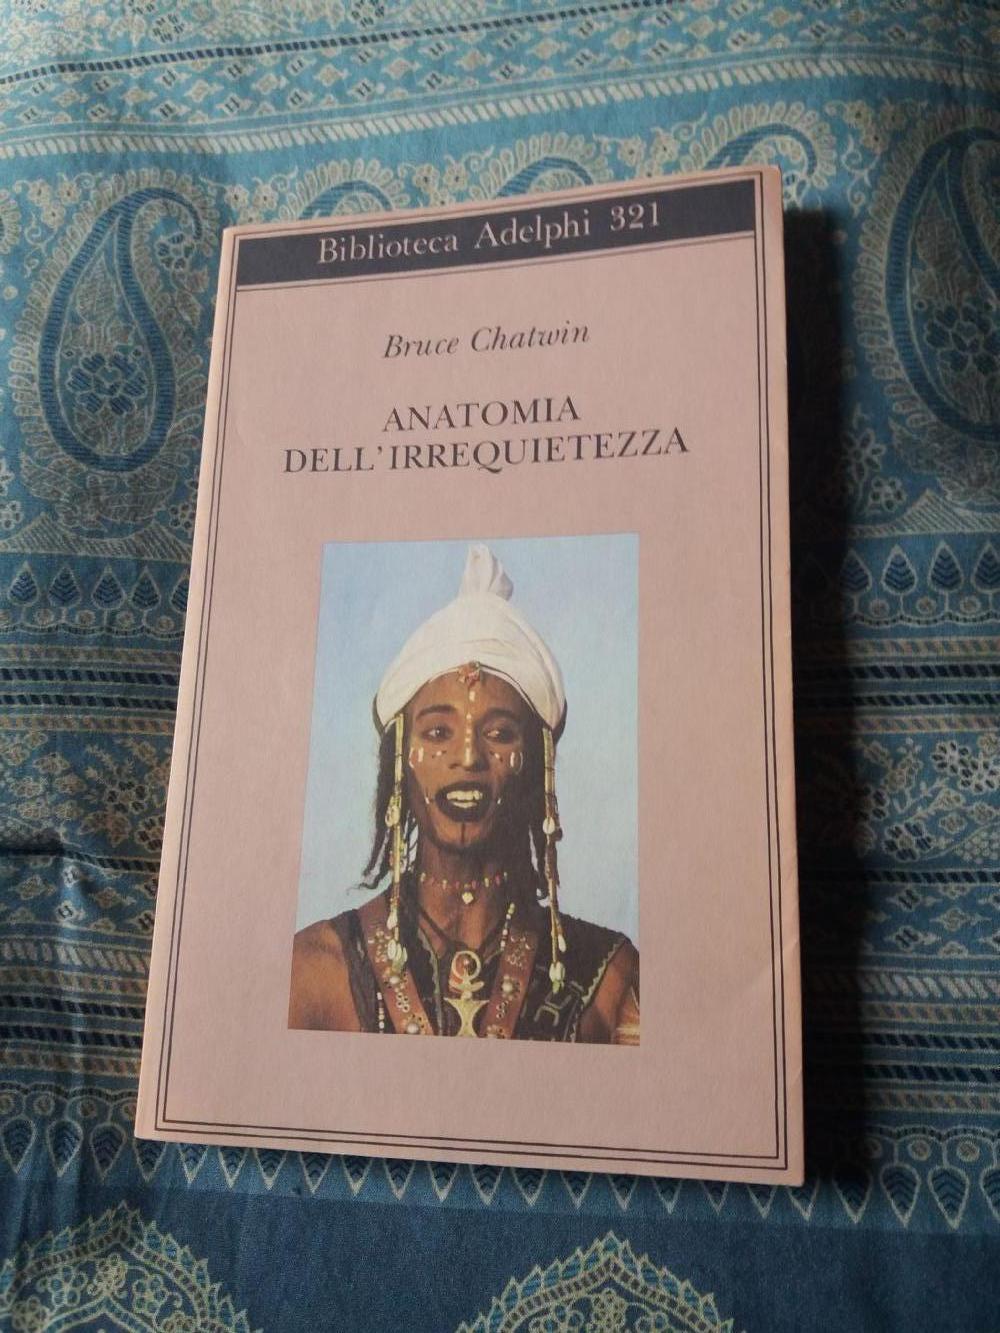 Biblioteca Adelphi 321
Bruce Chatwin
ANATOMIA
DELL'IRREQUIETEZZA